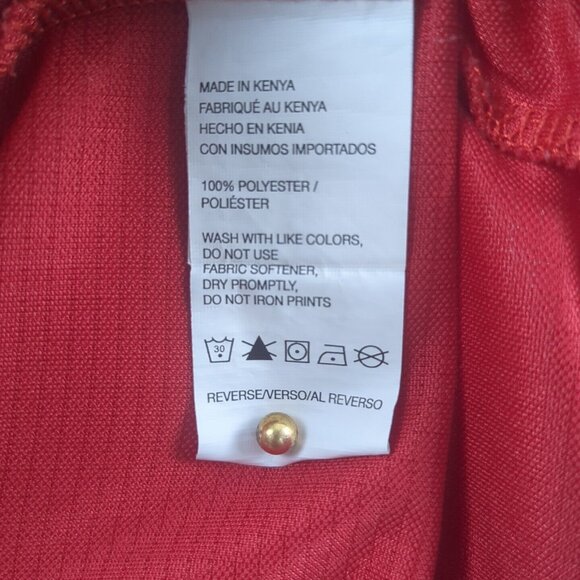 MADE IN KENYA
FABRIQUÉ AU KENYA
HECHO EN KENIA
CON INSUMOS IMPORTADOS
100% POLYESTER /
POLIÉSTER
WASH WITH LIKE COLORS,
DO NOT USE
FABRIC SOFTENER,
DRY PROMPTLY,
DO NOT IRON PRINTS
30
REVERSE/VERSO/AL REVERSO